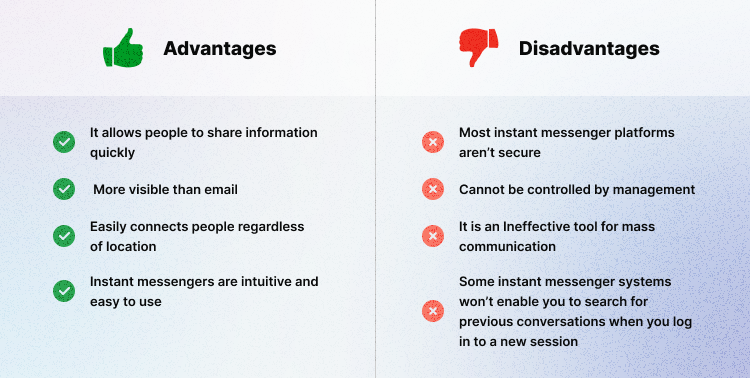 Advantages
It allows people to share information
quickly
More visible than email
Easily connects people regardless
of location
Instant messengers are intuitive and
easy to use
Disadvantages
Most instant messenger platforms
aren’t secure
Cannot be controlled by management
It is an Ineffective tool for mass
communication
Some instant messenger systems
won’t enable you to search for
previous conversations when you log
in to a new session